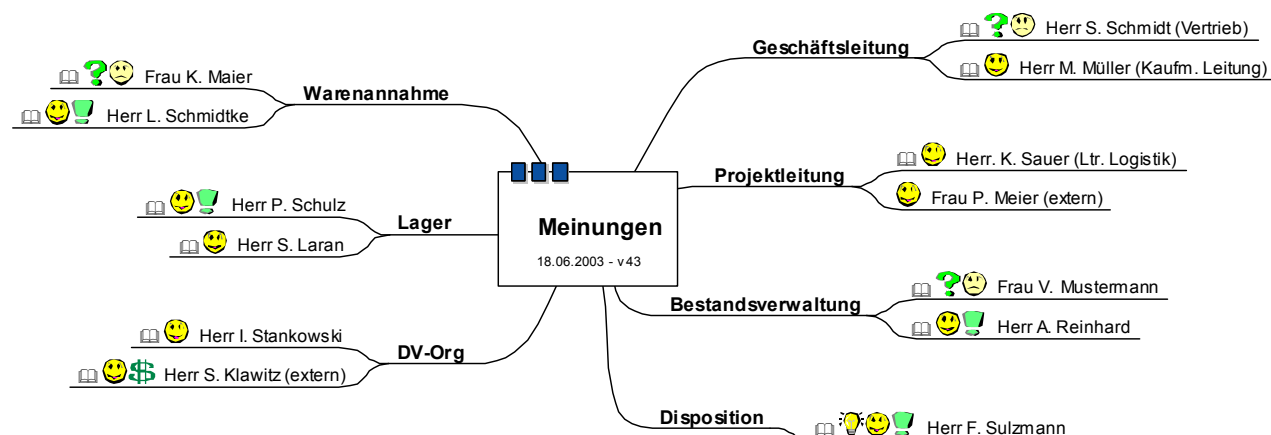 Meinungen
18.06.2003 - v43
Geschäftsleitung
Herr S. Schmidt (Vertrieb)
Herr M. Müller (Kaufm. Leitung)
Projektleitung
Herr. K. Sauer (Ltr. Logistik)
Frau P. Meier (extern)
Bestandsverwaltung
Frau V. Mustermann
Herr A. Reinhard
Disposition
Herr F. Sulzmann
DV-Org
Herr I. Stankowski
Herr S. Klawitz (extern)
Lager
Herr P. Schulz
Herr S. Laran
Warenannahme
Frau K. Maier
Herr L. Schmidtke